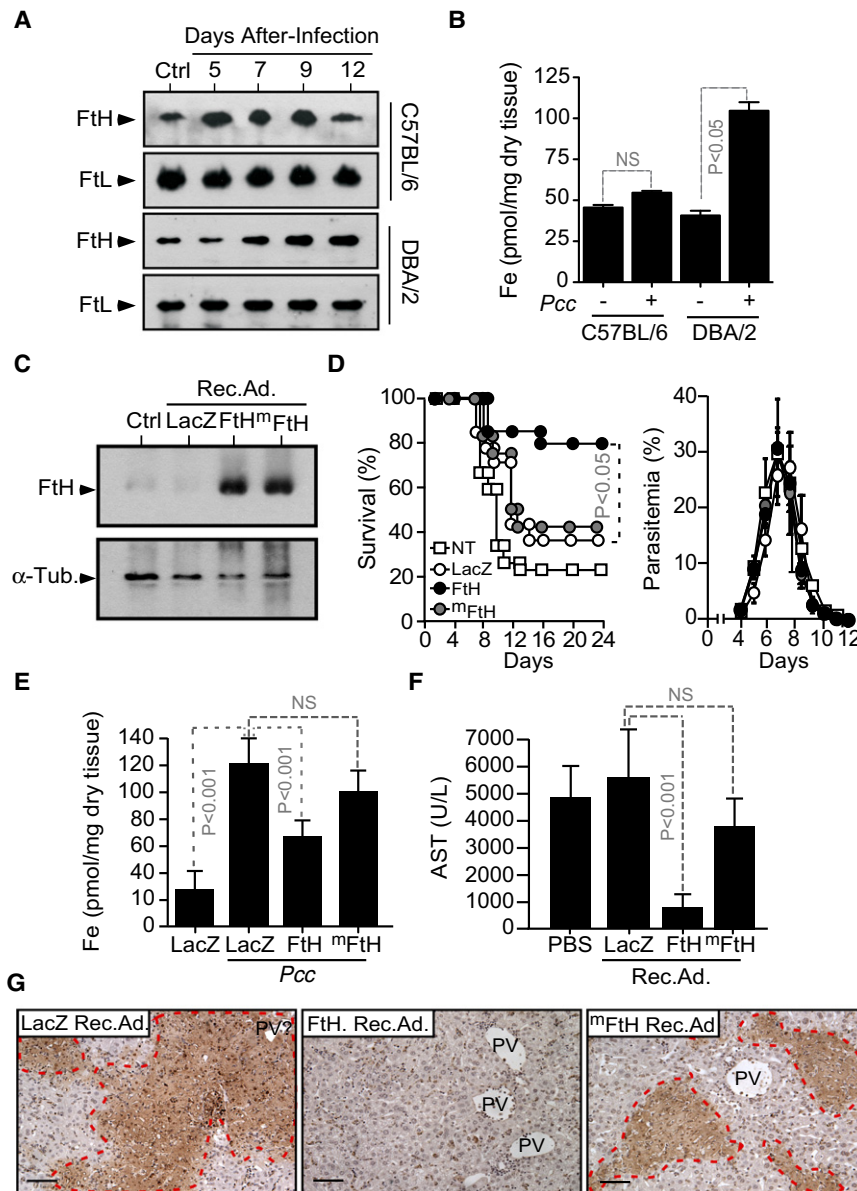 A
Days After-Infection
Ctrl 5 7 9 12
FtH
FtL
C57BL/6
FtH
FtL
DBA/2
B
Fe (pmol/mg dry tissue)
125
100
75
50
25
0
NS
P<0.05
Pcc - + - +
C57BL/6 DBA/2
C
Rec.Ad.
Ctrl LacZ FtH mFtH
FtH
α-Tub.
D
Survival (%)
100
80
60
40
20
0
NT
LacZ
FtH
mFtH
P<0.05
0 4 8 12 16 20 24
Days
Parasitemia (%)
40
30
20
10
0
0 4 6 8 10 12
Days
E
Fe (pmol/mg dry tissue)
140
120
100
80
60
40
10
0
NS
P<0.001
P<0.001
LacZ LacZ FtH mFtH
Pcc
F
AST (U/L)
7000
6000
5000
4000
3000
2000
1000
0
NS
P<0.001
PBS LacZ FtH mFtH
Rec.Ad.
G
LacZ Rec.Ad.
PV?
FtH. Rec.Ad.
PV
PV
PV
mFtH Rec.Ad
PV